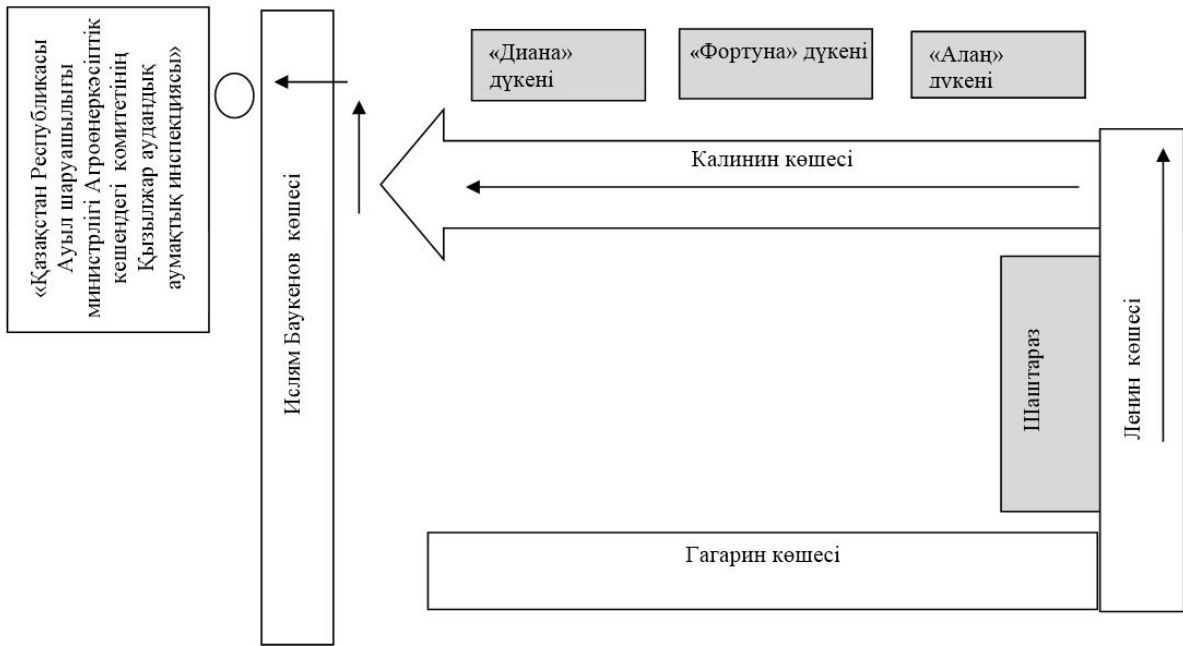 «Қазақстан Республикасы
Ауыл шаруашылығы
министрлігі Агроөнеркәсіптік
кешендегі комитетінің
Қызылжар аудандық
аумақтық инспекциясы»
Ислям Баукенов көшесі
«Диана»
дүкені
«Фортуна» дүкені
«Алаң»
дүкені
Калинин көшесі
Шаштараз
Ленин көшесі
Гагарин көшесі